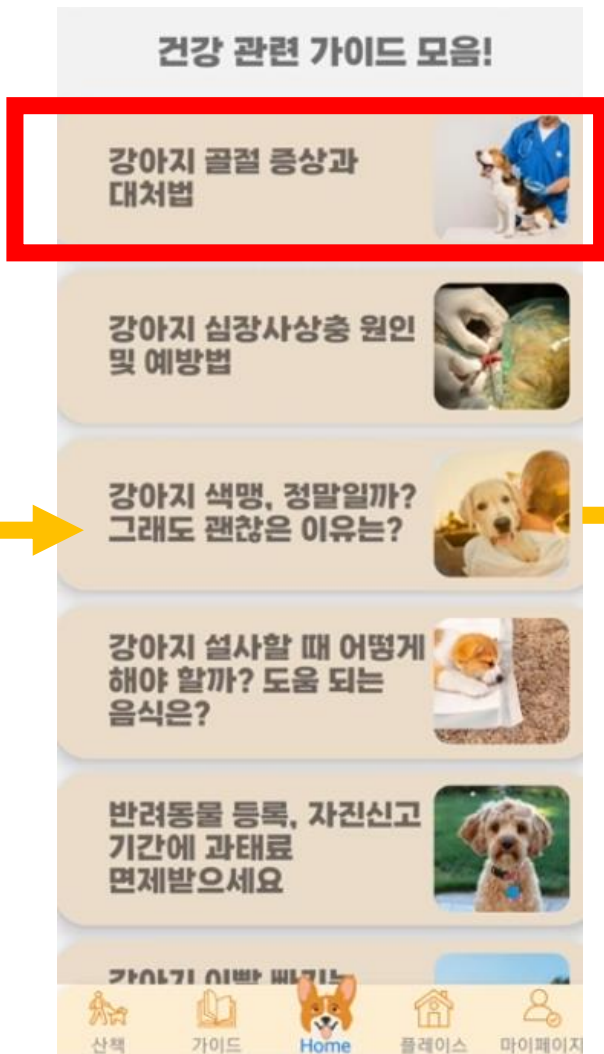 건강 관련 가이드 모음!
강아지 골절 증상과
대처법
강아지 심장사상충 원인
및 예방법
강아지 색맹, 정말일까?
그래도 괜찮은 이유는?
강아지 설사할 때 어떻게
해야 할까? 도움 되는
음식은?
반려동물 등록, 자진신고
기간에 과태료
면제받으세요
산책
가이드
Home
플레이스
마이페이지